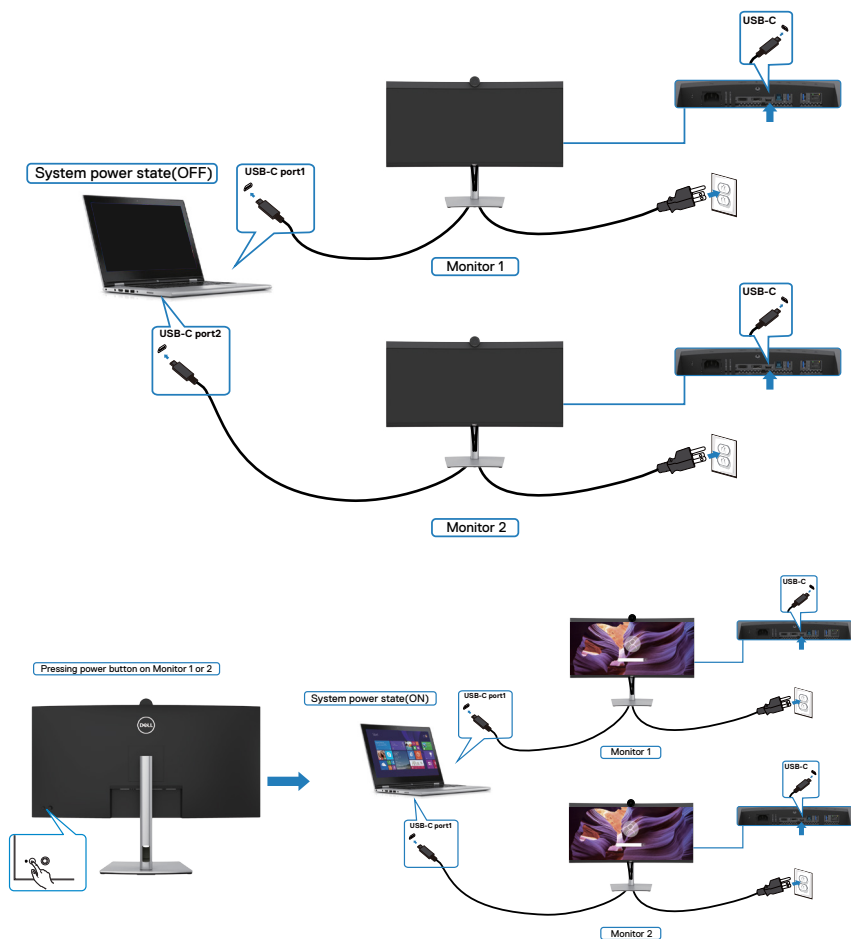 USB-C
System power state(OFF)
USB-C port1
Monitor 1
USB-C
USB-C port2
Monitor 2
USB-C
Pressing power button on Monitor 1 or 2
DELL
System power state(ON)
USB-C port1
Monitor 1
USB-C
USB-C port1
Monitor 2